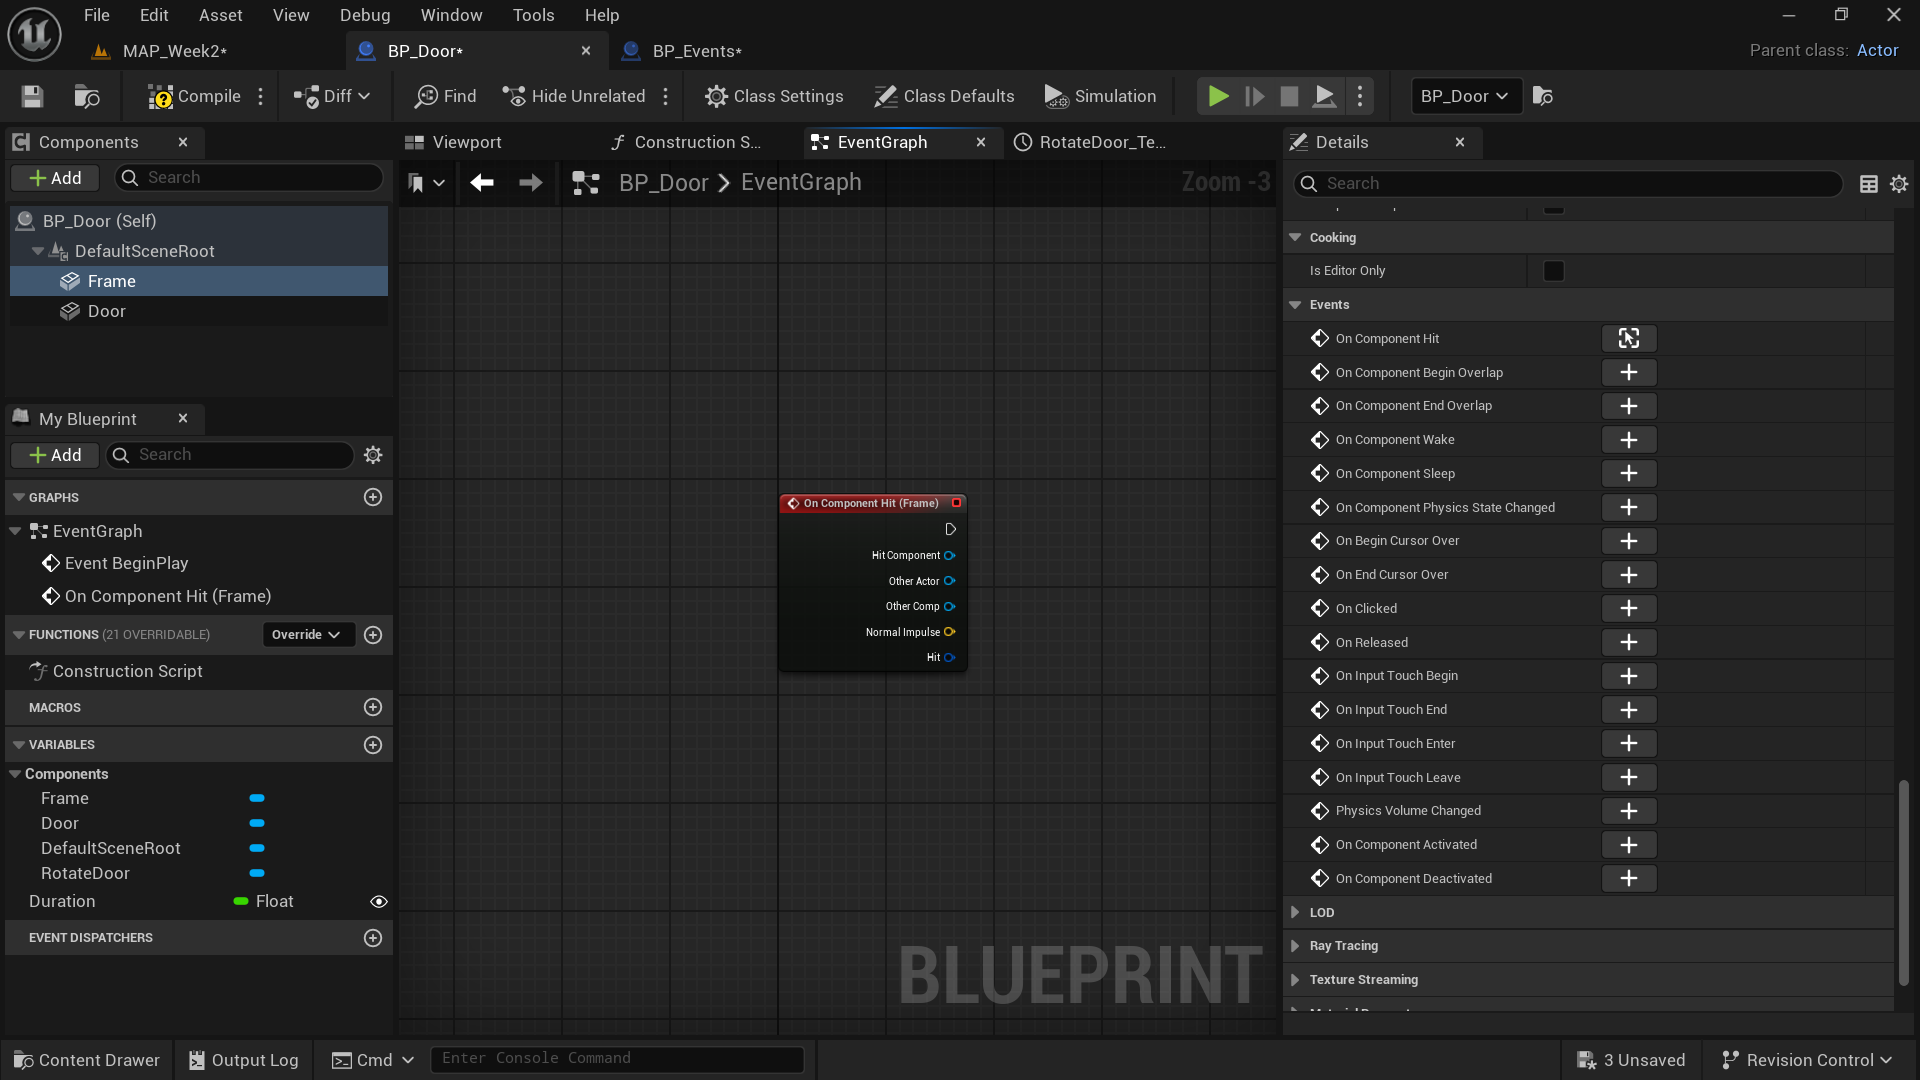 File Edit Asset View Debug Window Tools Help
MAP_Week2* BP_Door* BP_Events* Parent class: Actor
Compile Diff Find Hide Unrelated Class Settings Class Defaults Simulation BP_Door
Components
Add Search
BP_Door (Self)
DefaultSceneRoot
Frame
Door
My Blueprint
Add Search
GRAPHS
EventGraph
Event BeginPlay
On Component Hit (Frame)
FUNCTIONS (21 OVERRIDABLE) Override
Construction Script
MACROS
VARIABLES
Components
Frame
Door
DefaultSceneRoot
RotateDoor
Duration Float
EVENT DISPATCHERS
Viewport Construction S... EventGraph RotateDoor_Te...
BP_Door > EventGraph Zoom -3
On Component Hit (Frame)
Hit Component
Other Actor
Other Comp
Normal Impulse
Hit
BLUEPRINT
Details
Search
Cooking
Is Editor Only
Events
On Component Hit
On Component Begin Overlap
On Component End Overlap
On Component Wake
On Component Sleep
On Component Physics State Changed
On Begin Cursor Over
On End Cursor Over
On Clicked
On Released
On Input Touch Begin
On Input Touch End
On Input Touch Enter
On Input Touch Leave
Physics Volume Changed
On Component Activated
On Component Deactivated
LOD
Ray Tracing
Texture Streaming
Content Drawer Output Log Cmd Enter Console Command 3 Unsaved Revision Control